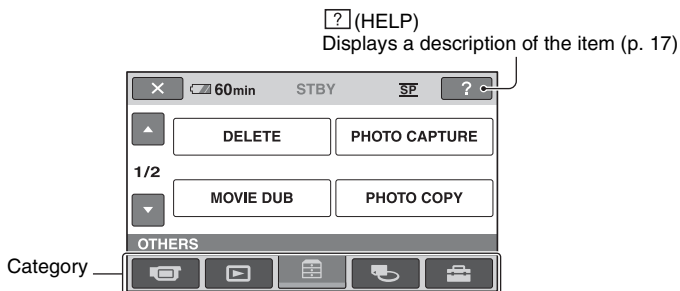 ? (HELP)
Displays a description of the item (p. 17)
60min STBY SP ?
DELETE PHOTO CAPTURE
1/2
MOVIE DUB PHOTO COPY
OTHERS
Category